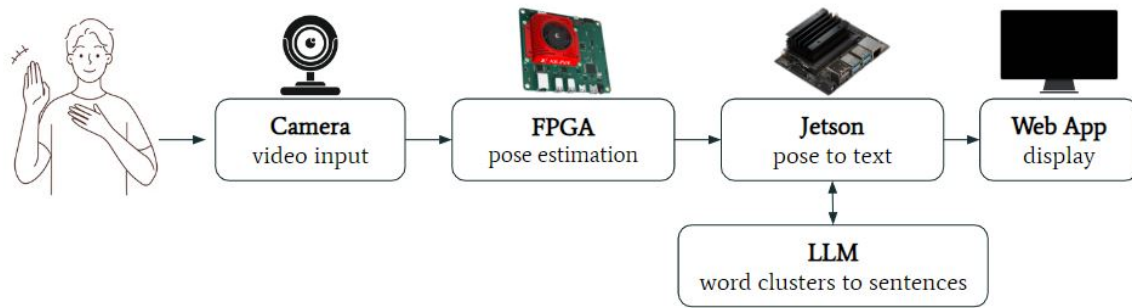 Camera
video input
FPGA
pose estimation
Jetson
pose to text
Web App
display
LLM
word clusters to sentences